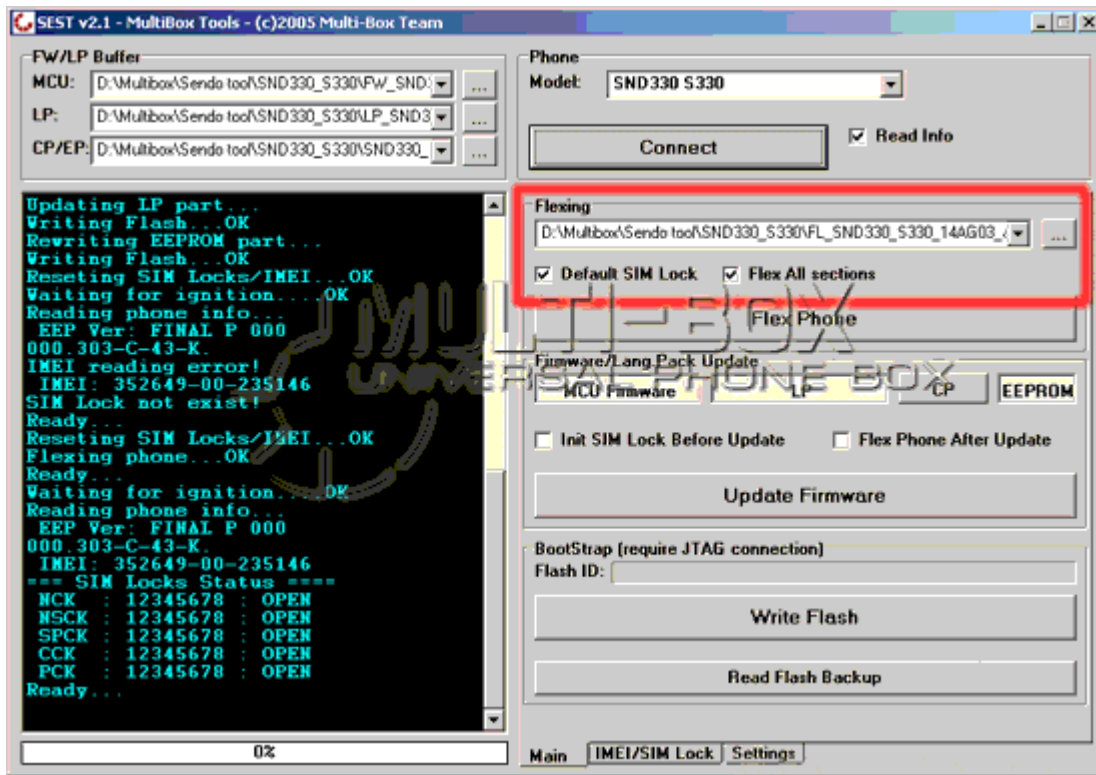 SEST v2.1 - MultiBox Tools - (c)2005 Multi-Box Team
FW/LP Buffer
MCU: D:\Multibox\Sendo tool\SND330_S330\FW_SND: ...
LP: D:\Multibox\Sendo tool\SND330_S330\LP_SND3 ...
CP/EP: D:\Multibox\Sendo tool\SND330_S330\SND330_ ...
Phone
Model: SND330 S330
Connect
Read Info
Updating LP part...
Writing Flash...OK
Rewriting EEPROM part...
Writing Flash...OK
Reseting SIM Locks/IMEI...OK
Waiting for ignition....OK
Reading phone info...
EEP Ver: FINAL P 000
000.303-C-43-K.
IMEI reading error!
IMEI: 352649-00-235146
SIM Lock not exist!
Ready...
Reseting SIM Locks/IMEI...OK
Flexing phone...OK
Ready...
Waiting for ignition....OK
Reading phone info...
EEP Ver: FINAL P 000
000.303-C-43-K.
IMEI: 352649-00-235146
=== SIM Locks Status ====
NCK : 12345678 : OPEN
NSCK : 12345678 : OPEN
SPCK : 12345678 : OPEN
CCK : 12345678 : OPEN
PCK : 12345678 : OPEN
Ready...
0%
Flexing
D:\Multibox\Sendo tool\SND330_S330\FL_SND330_S330_14AG03_ ...
Default SIM Lock Flex All sections
Flex Phone
MULTI-BOX
UNIVERSAL PHONE BOX
Firmware/Lang Pack Update
MCU Firmware LP CP EEPROM
Init SIM Lock Before Update Flex Phone After Update
Update Firmware
BootStrap (require JTAG connection)
Flash ID:
Write Flash
Read Flash Backup
Main IMEI/SIM Lock Settings